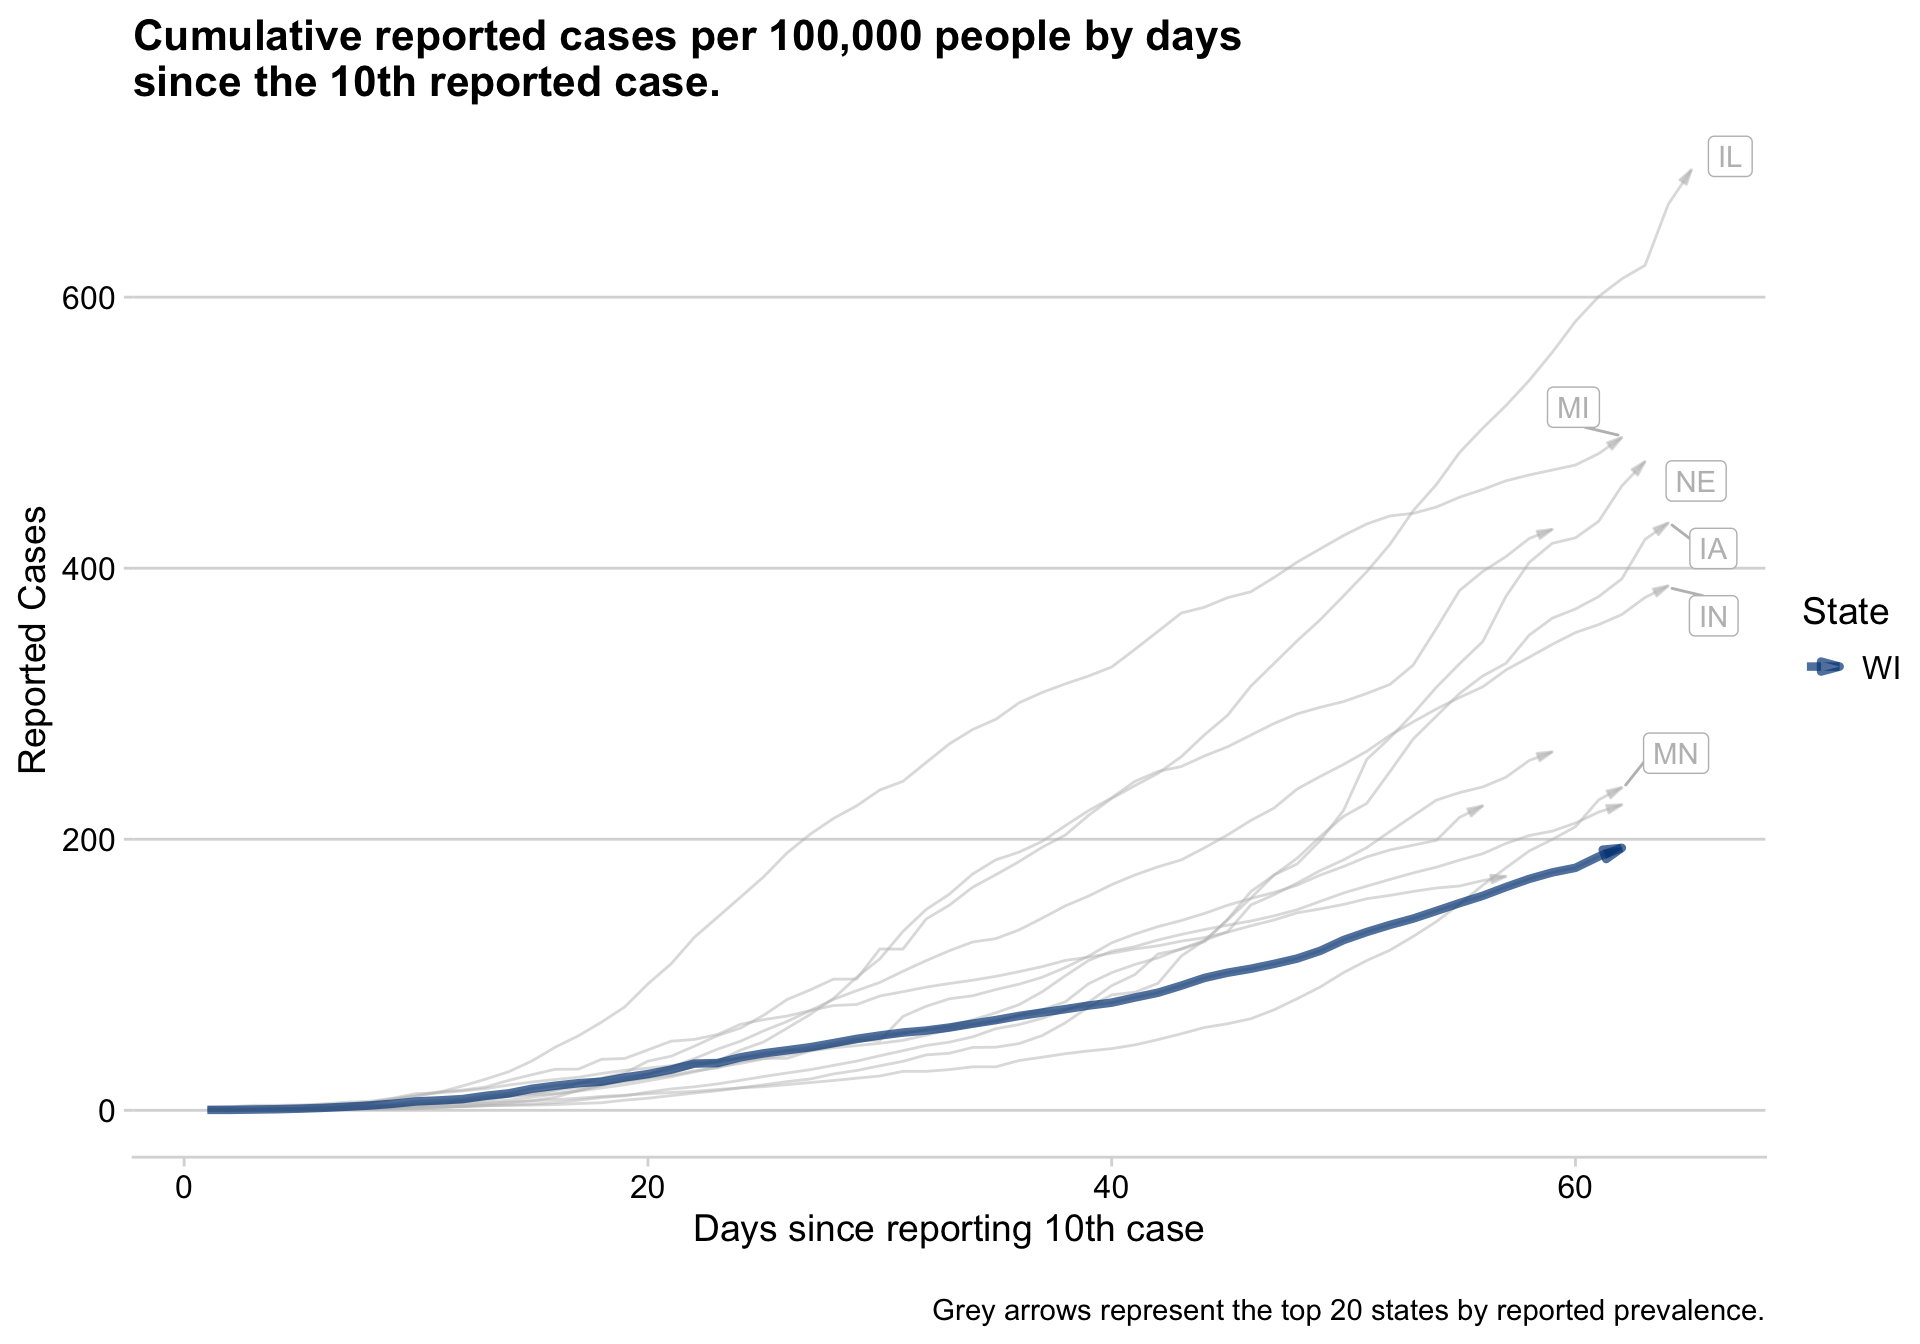 Cumulative reported cases per 100,000 people by days
since the 10th reported case.
IL
600
MI
NE
IA
400
IN
Reported Cases
State
WI
MN
200
0
0 20 40 60
Days since reporting 10th case
Grey arrows represent the top 20 states by reported prevalence.